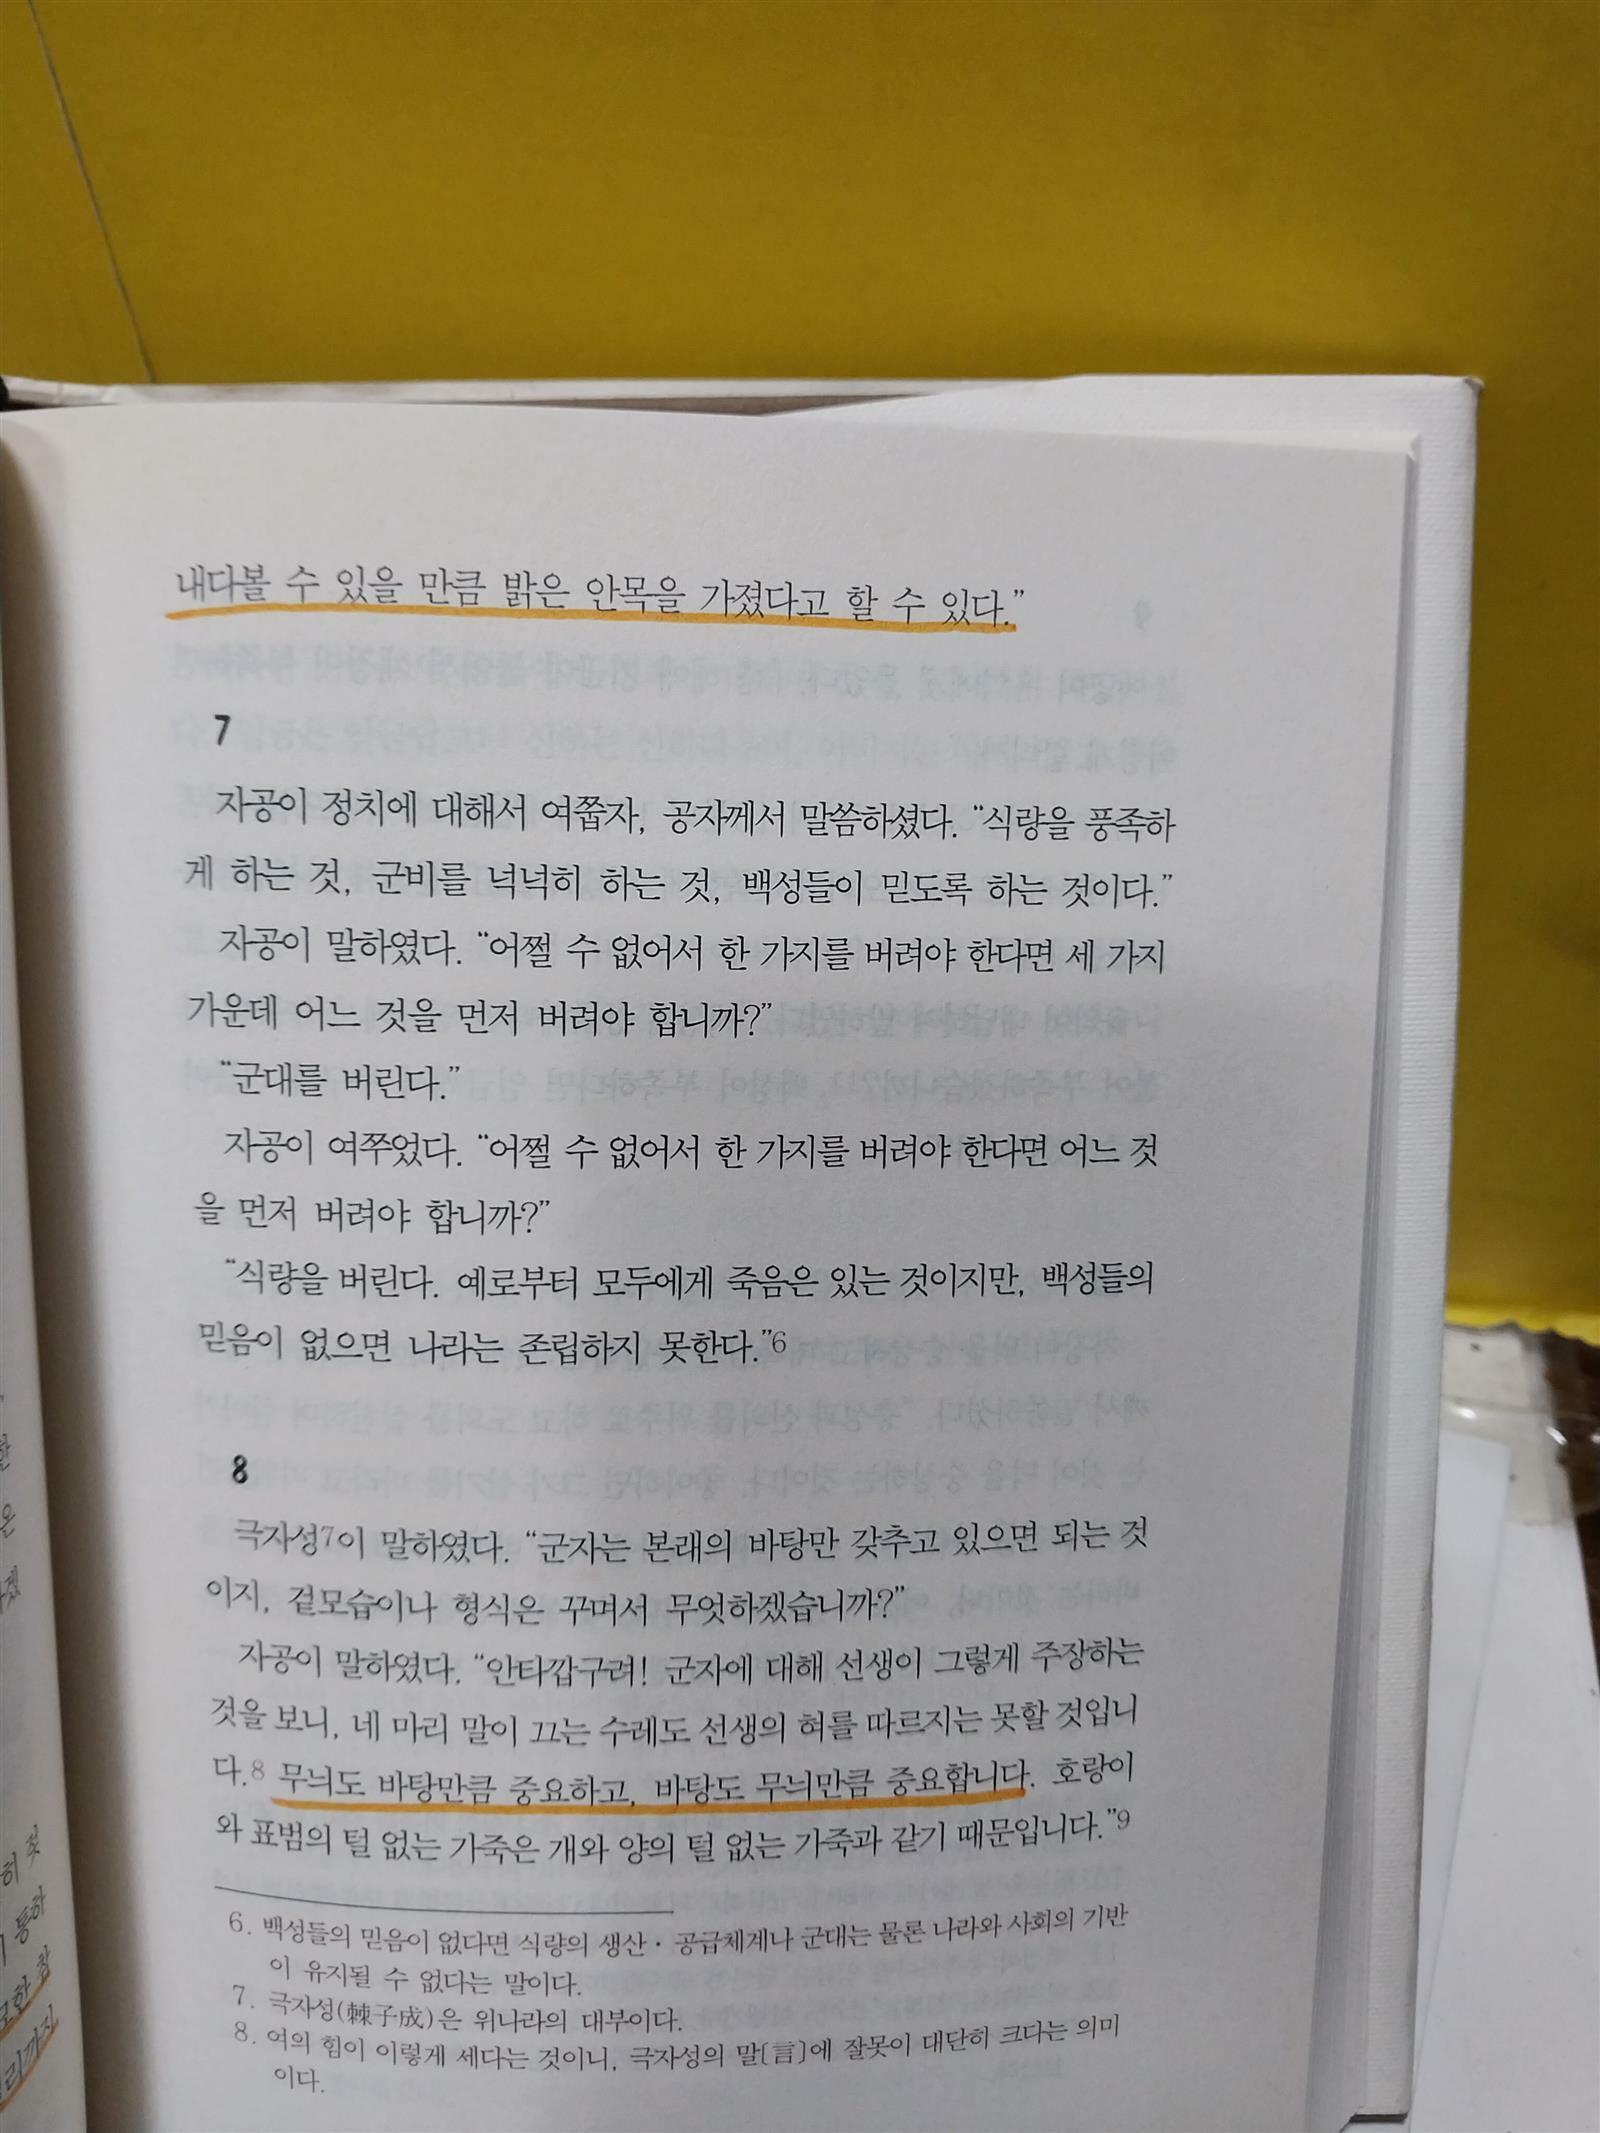 내다볼 수 있을 만큼 밝은 안목을 가졌다고 할 수 있다.”
7
자공이 정치에 대해서 여쭙자, 공자께서 말씀하셨다. “식량을 풍족하
게 하는 것, 군비를 넉넉히 하는 것, 백성들이 믿도록 하는 것이다.”
자공이 말하였다. “어쩔 수 없어서 한 가지를 버려야 한다면 세 가지
가운데 어느 것을 먼저 버려야 합니까?”
“군대를 버린다.”
자공이 여쭈었다. “어쩔 수 없어서 한 가지를 버려야 한다면 어느 것
을 먼저 버려야 합니까?”
“식량을 버린다. 예로부터 모두에게 죽음은 있는 것이지만, 백성들의
믿음이 없으면 나라는 존립하지 못한다.”6
8
극자성7이 말하였다. “군자는 본래의 바탕만 갖추고 있으면 되는 것
이지, 겉모습이나 형식은 꾸며서 무엇하겠습니까?”
자공이 말하였다. “안타깝구려! 군자에 대해 선생이 그렇게 주장하는
것을 보니, 네 마리 말이 끄는 수레도 선생의 혀를 따르지는 못할 것입니
다.8 무늬도 바탕만큼 중요하고, 바탕도 무늬만큼 중요합니다. 호랑이
와 표범의 털 없는 가죽은 개와 양의 털 없는 가죽과 같기 때문입니다.”9
6. 백성들의 믿음이 없다면 식량의 생산·공급체계나 군대는 물론 나라와 사회의 기반
이 유지될 수 없다는 말이다.
7. 극자성(棘子成)은 위나라의 대부이다.
8. 여의 힘이 이렇게 세다는 것이니, 극자성의 말[言]에 잘못이 대단히 크다는 의미
이다.